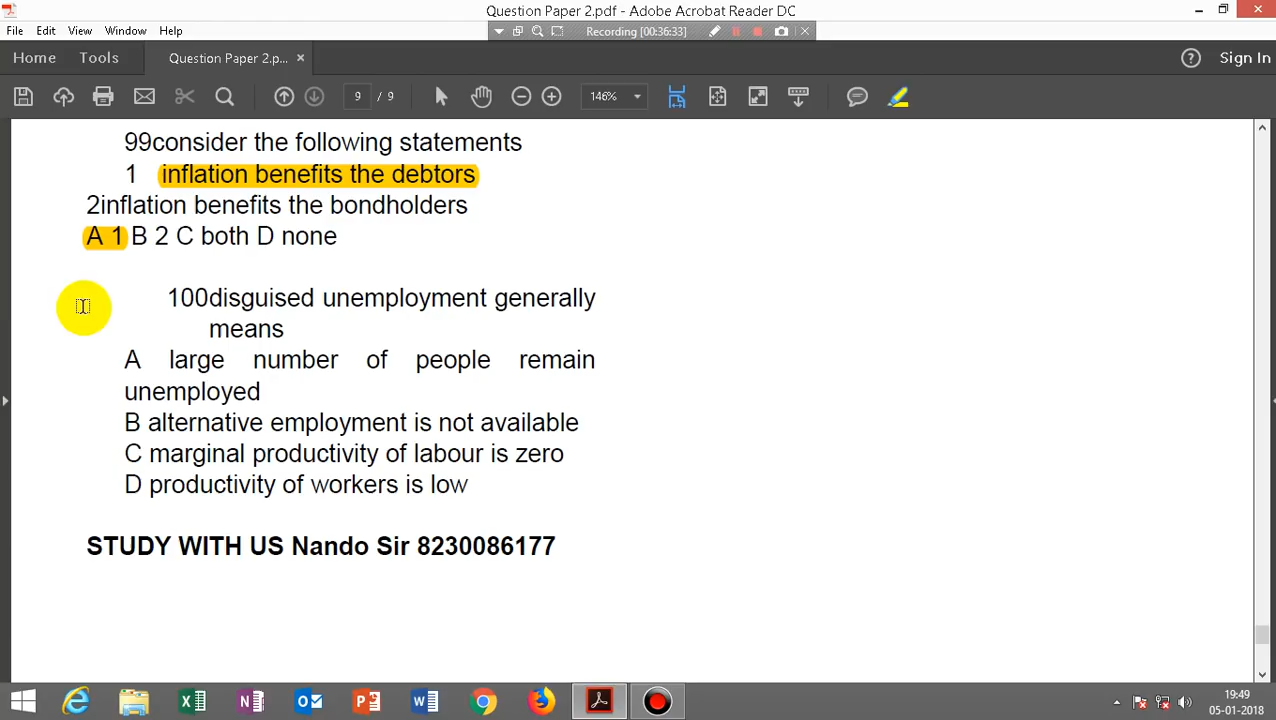 Question Paper 2.pdf - Adobe Acrobat Reader DC
File Edit View Window Help
Recording [00:36:33]
Home Tools Question Paper 2.p... × Sign In
9 / 9 146%
99consider the following statements
1 inflation benefits the debtors
2inflation benefits the bondholders
A 1 B 2 C both D none
100disguised unemployment generally
means
A large number of people remain
unemployed
B alternative employment is not available
C marginal productivity of labour is zero
D productivity of workers is low
STUDY WITH US Nando Sir 8230086177
19:49
05-01-2018